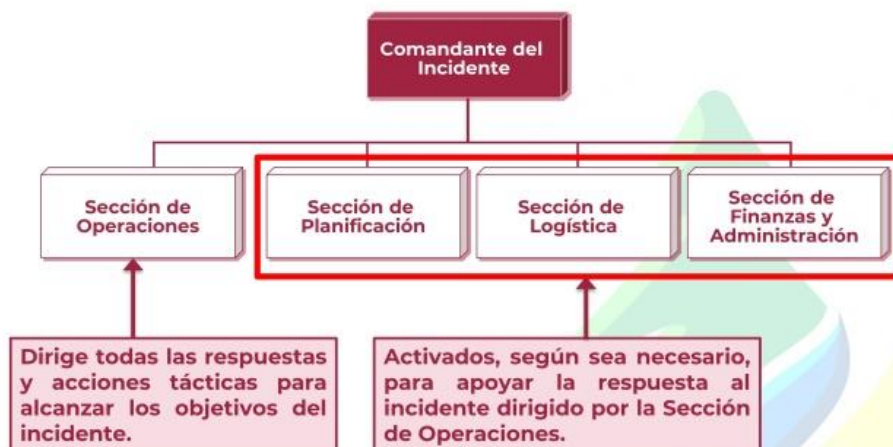 Comandante del
Incidente
Sección de
Operaciones
Sección de
Planificación
Sección de
Logística
Sección de
Finanzas y
Administración
Dirige todas las respuestas
y acciones tácticas para
alcanzar los objetivos del
incidente.
Activados, según sea necesario,
para apoyar la respuesta al
incidente dirigido por la Sección
de Operaciones.